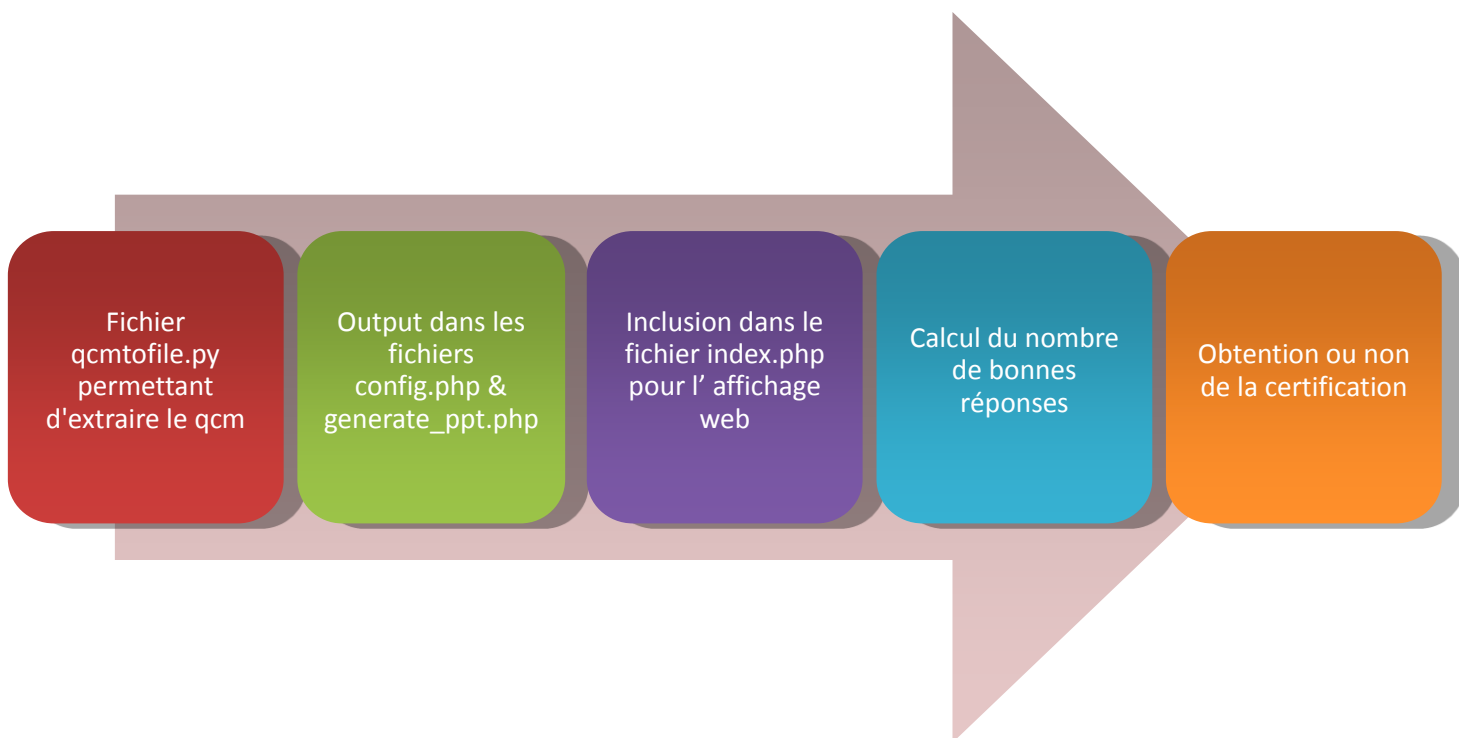 Fichier
qcmtofile.py
permettant
d'extraire le qcm
Output dans les
fichiers
config.php &
generate_ppt.php
Inclusion dans le
fichier index.php
pour l’ affichage
web
Calcul du nombre
de bonnes
réponses
Obtention ou non
de la certification